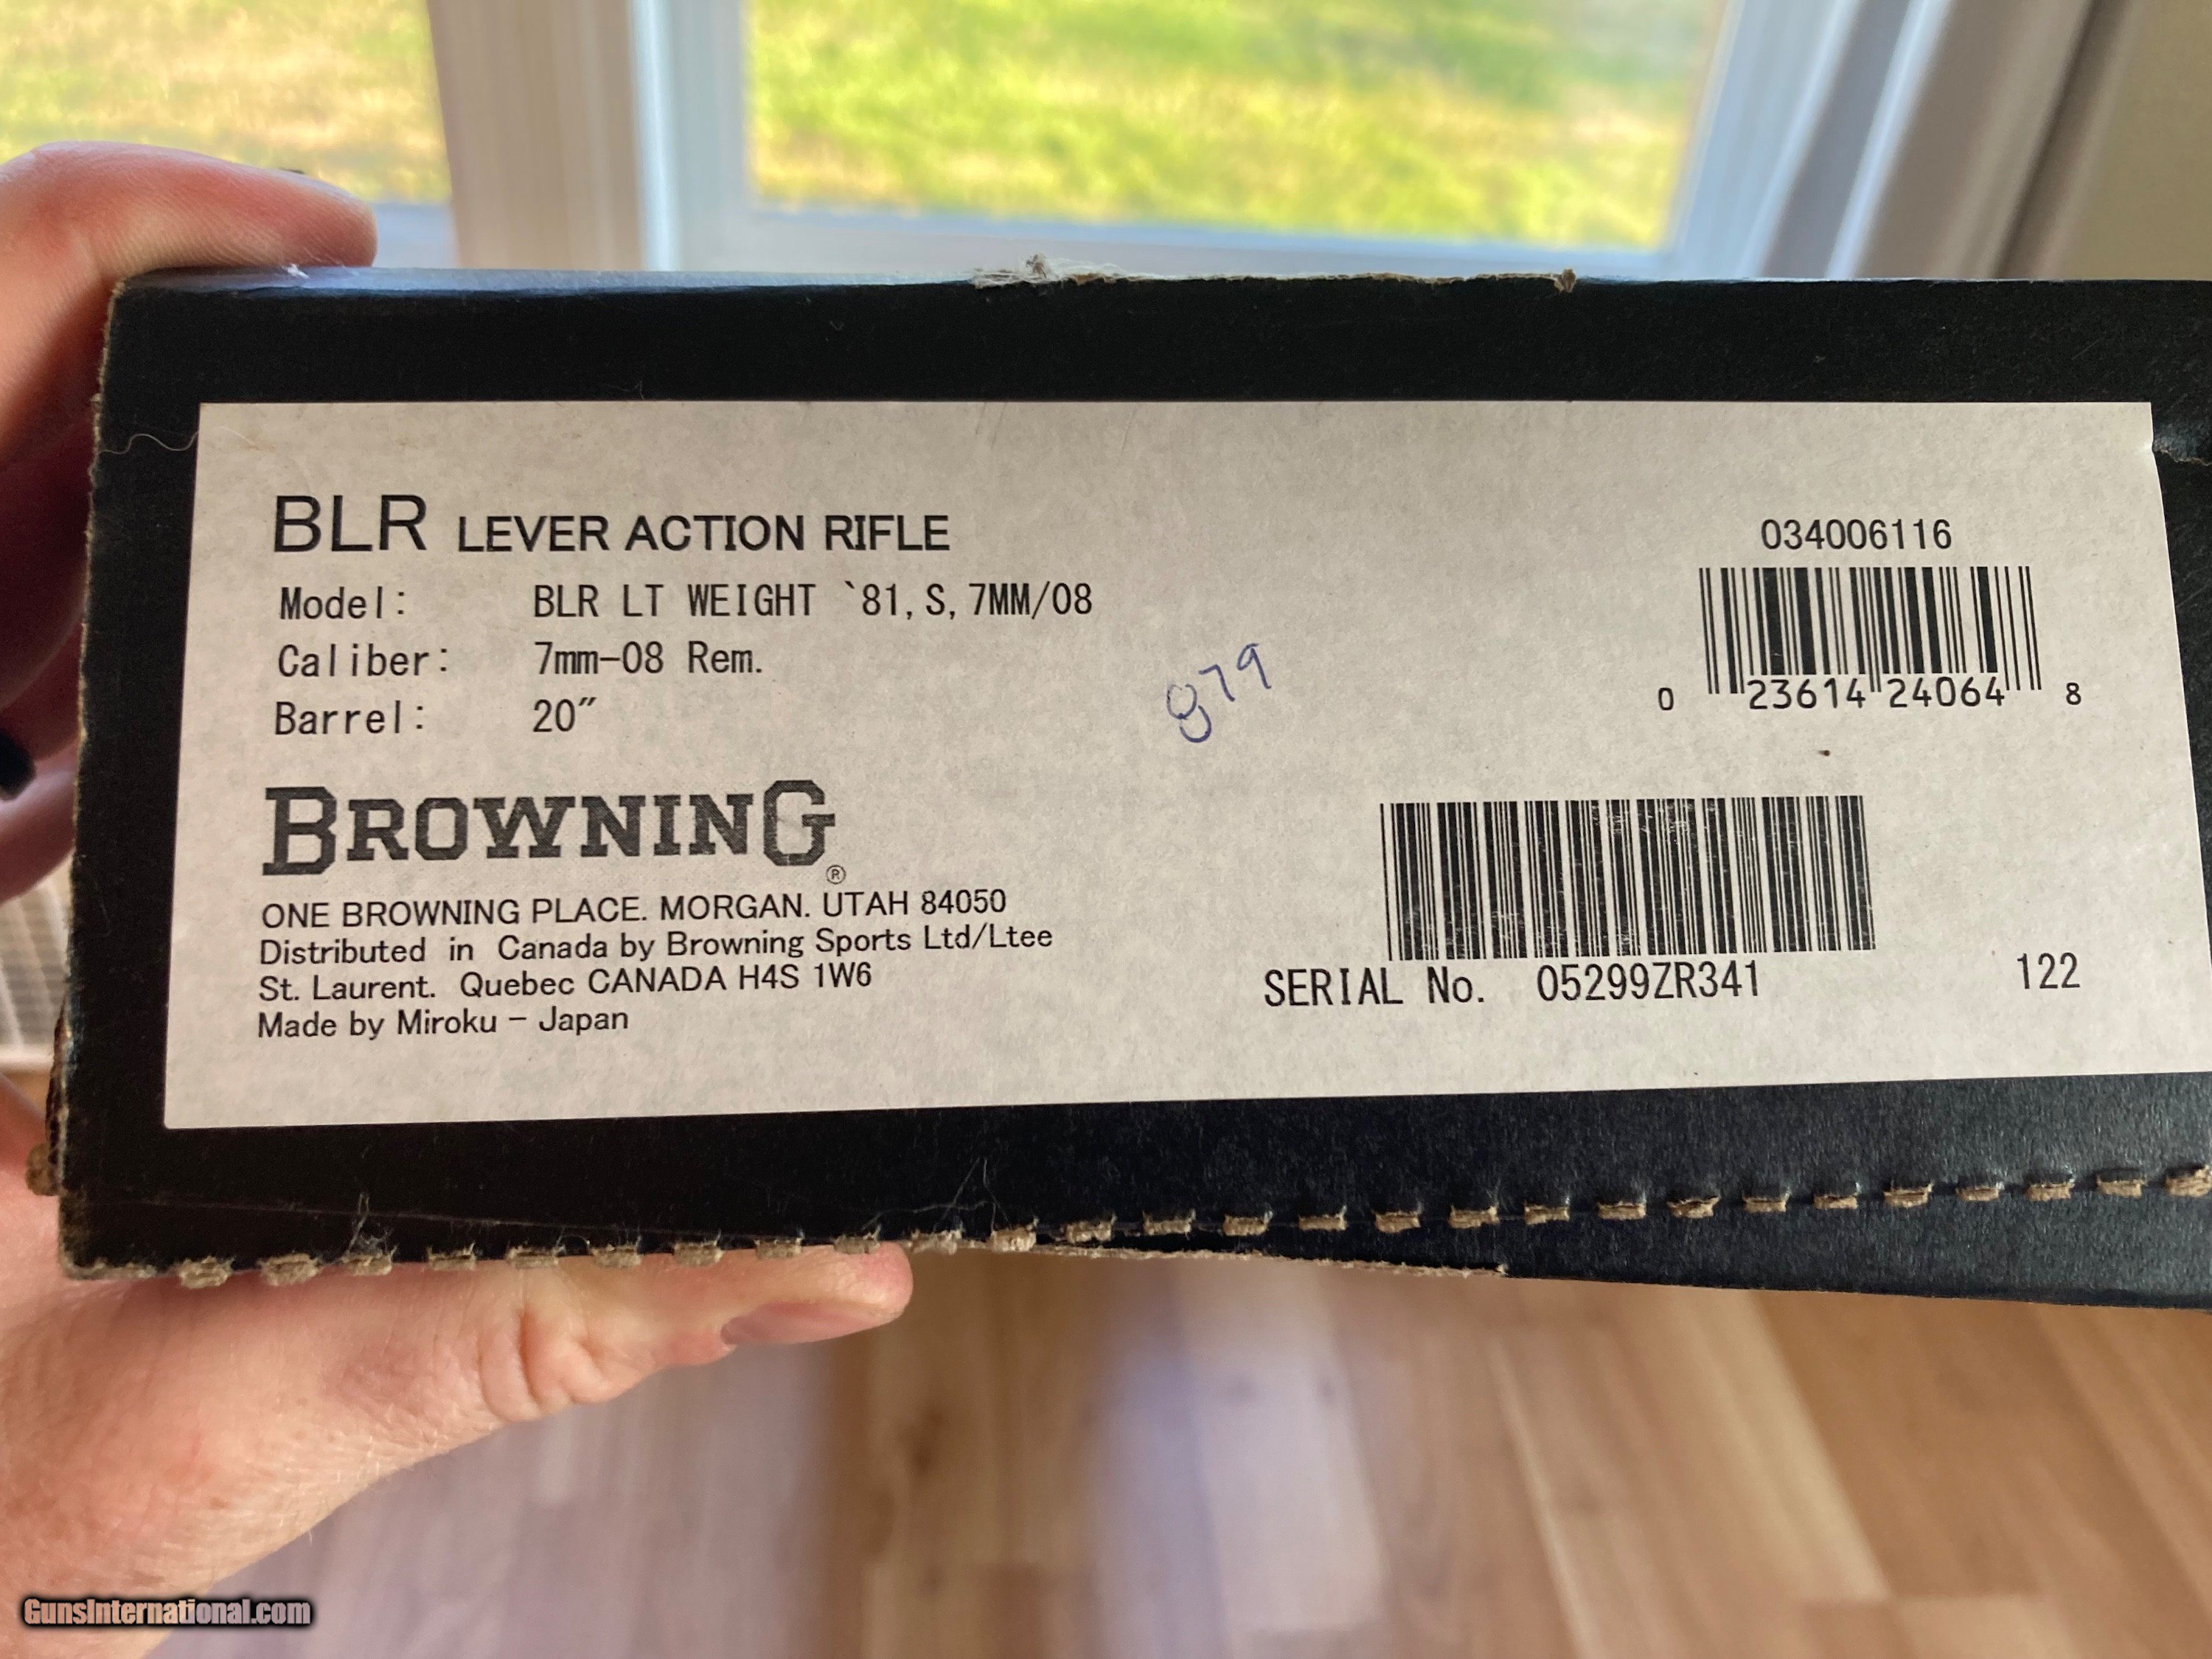 BLR LEVER ACTION RIFLE
Model: BLR LT WEIGHT `81, S, 7MM/08
Caliber: 7mm-08 Rem.
Barrel: 20″
879
034006116
0 23614 24064 8
BROWNING®
ONE BROWNING PLACE. MORGAN. UTAH 84050
Distributed in Canada by Browning Sports Ltd/Ltee
St. Laurent. Quebec CANADA H4S 1W6
Made by Miroku - Japan
SERIAL No. 05299ZR341 122
GunsInternational.com